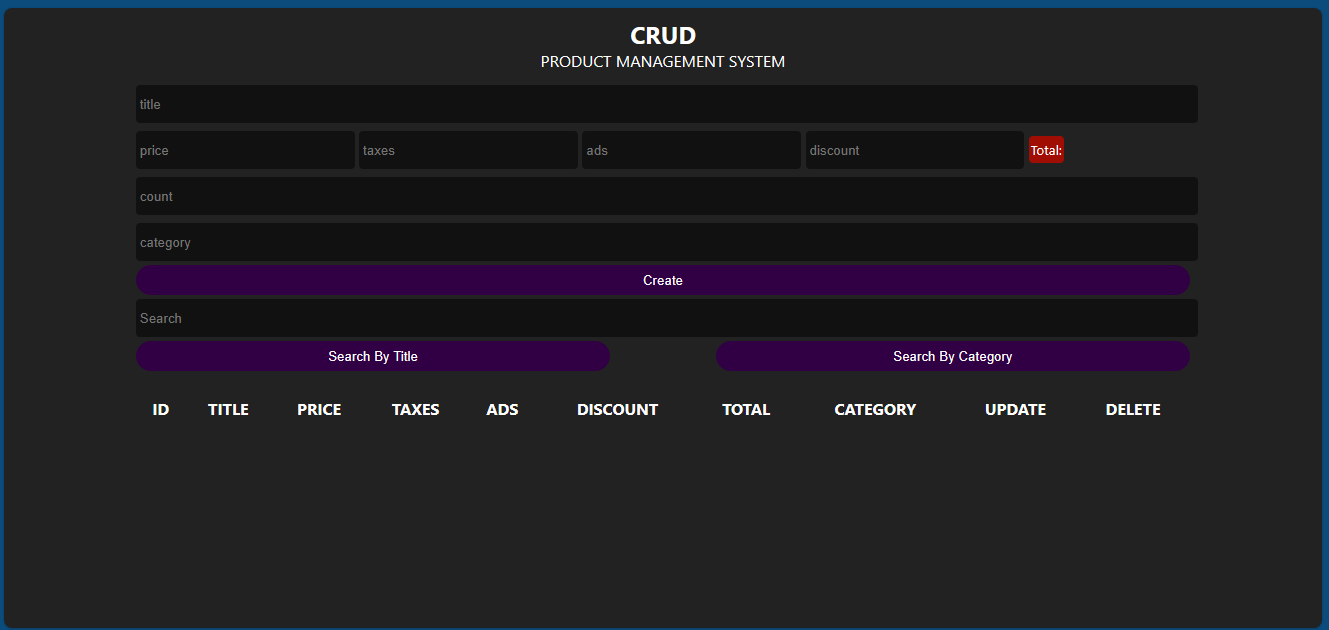 CRUD
PRODUCT MANAGEMENT SYSTEM
title
price taxes ads discount Total:
count
category
Create
Search
Search By Title Search By Category
ID TITLE PRICE TAXES ADS DISCOUNT TOTAL CATEGORY UPDATE DELETE